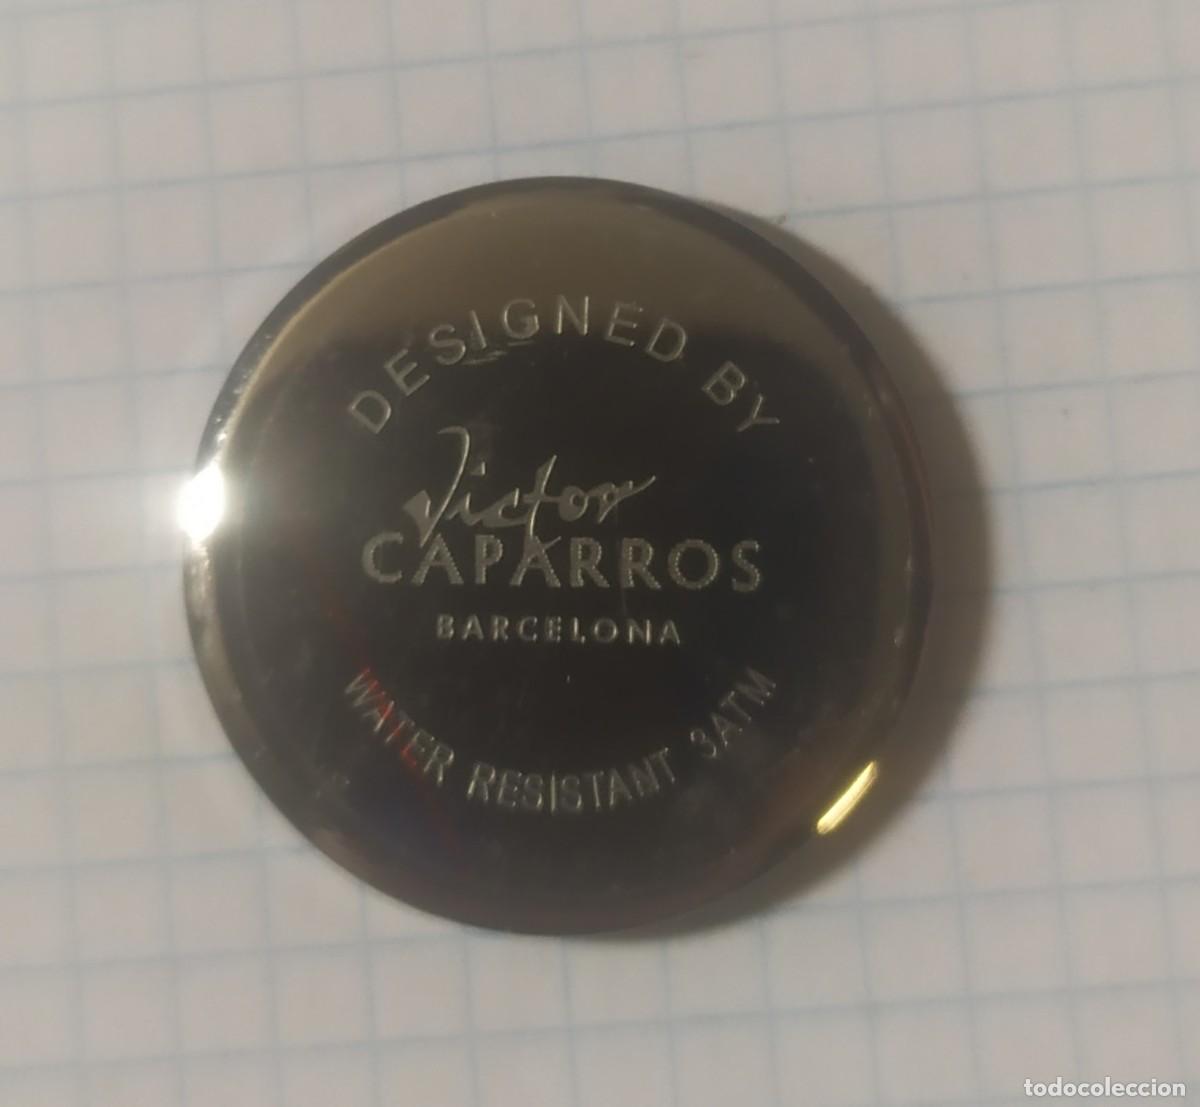 DESIGNED BY
Victor
CAPARROS
BARCELONA
WATER RESISTANT 3ATM
todocoleccion